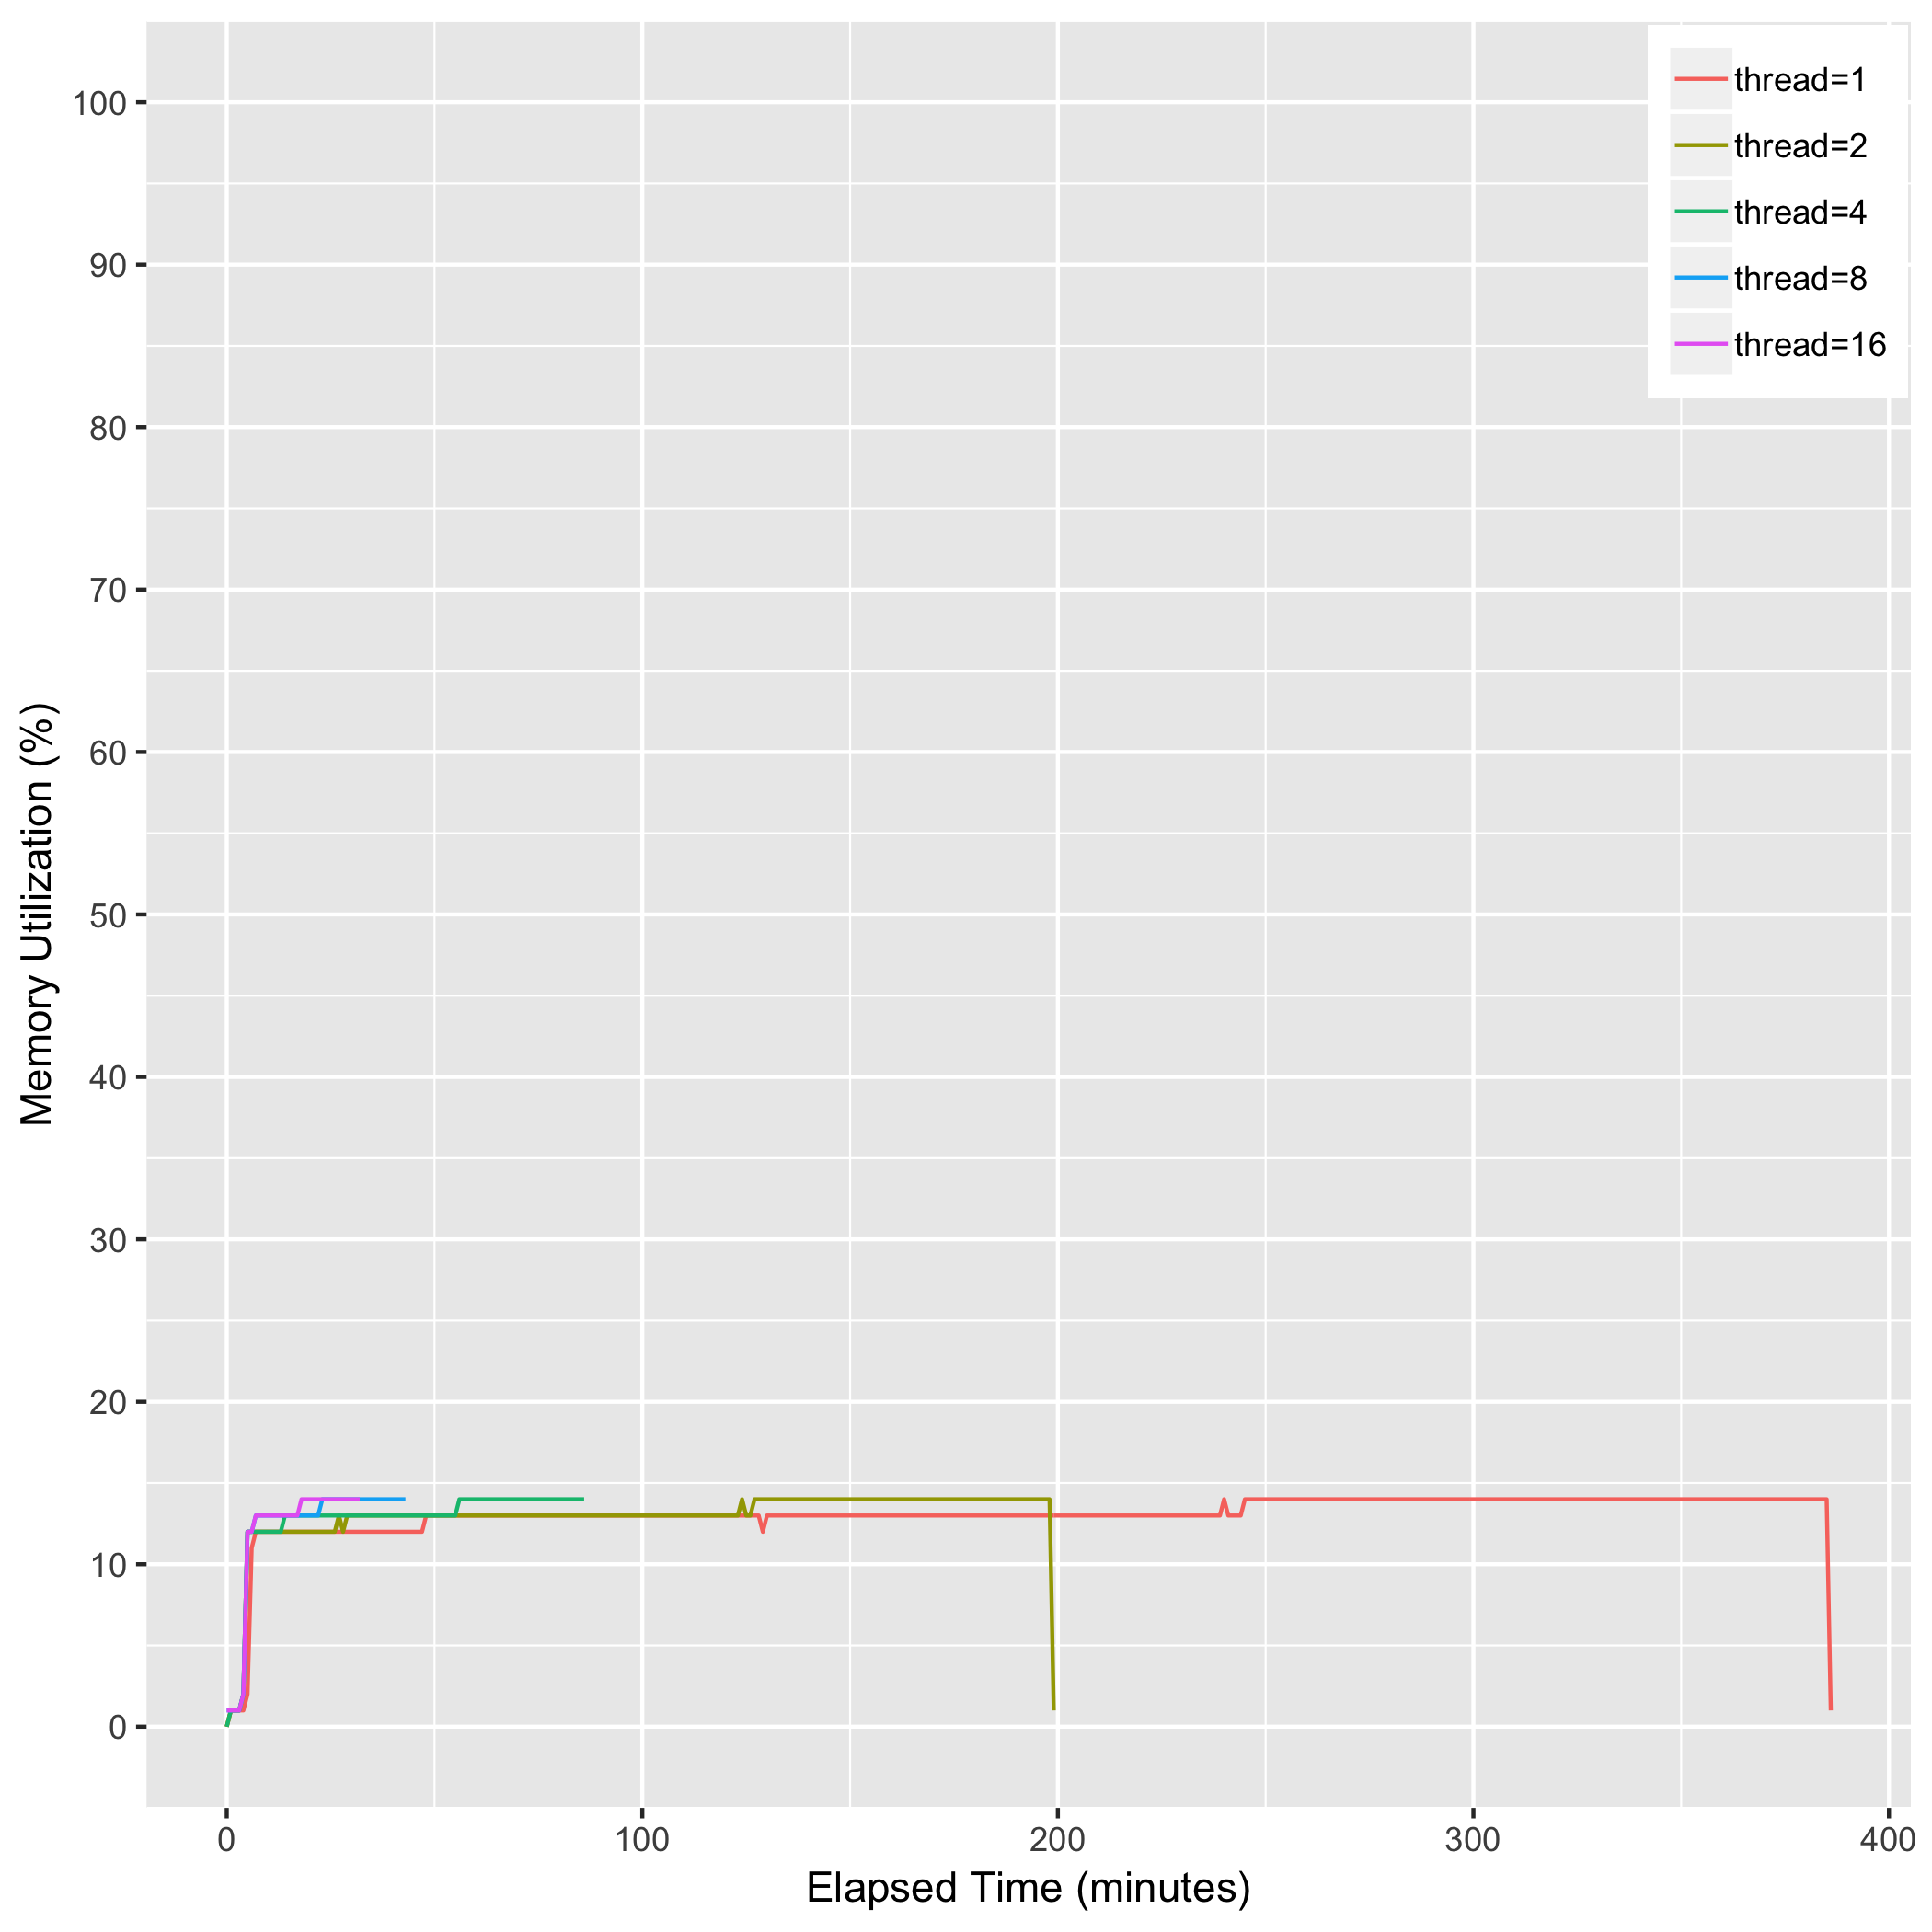 thread=1
thread=2
thread=4
thread=8
thread=16
100
90
80
70
60
50
40
30
20
10
0
Memory Utilization (%)
0 100 200 300 400
Elapsed Time (minutes)